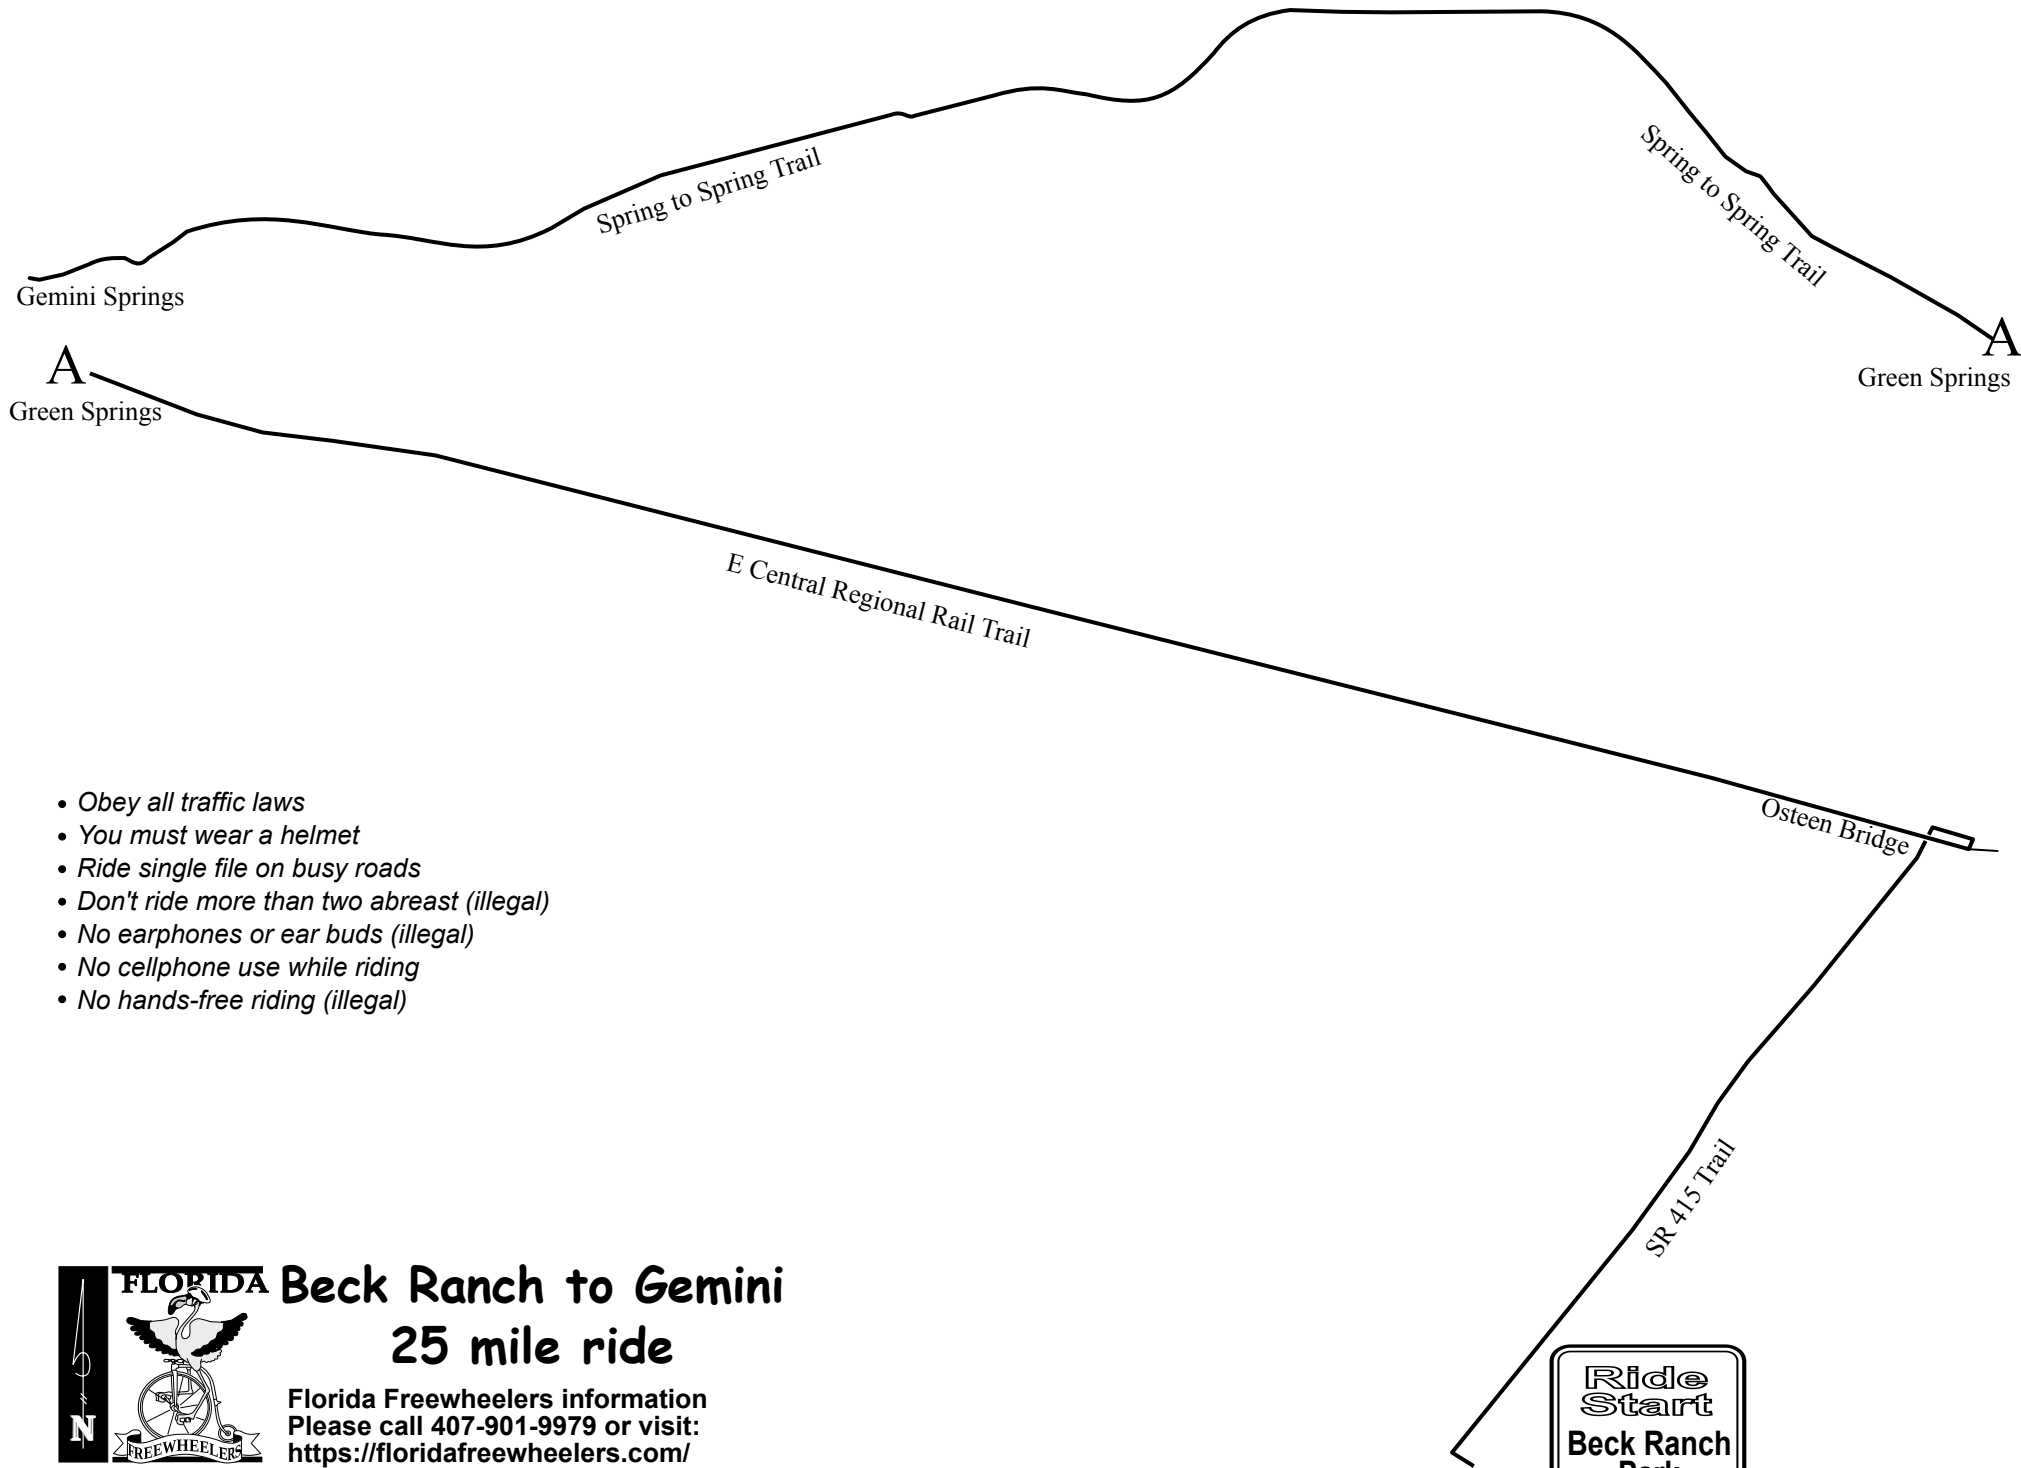 Spring to Spring Trail
Spring to Spring Trail
Gemini Springs
A
Green Springs
A
Green Springs
E Central Regional Rail Trail
Osteen Bridge
• Obey all traffic laws
• You must wear a helmet
• Ride single file on busy roads
• Don't ride more than two abreast (illegal)
• No earphones or ear buds (illegal)
• No cellphone use while riding
• No hands-free riding (illegal)
SR 415 Trail
N
FLORIDA
FREEWHEELERS
Beck Ranch to Gemini
25 mile ride
Florida Freewheelers information
Please call 407-901-9979 or visit:
https://floridafreewheelers.com/
Ride
Start
Beck Ranch
Park